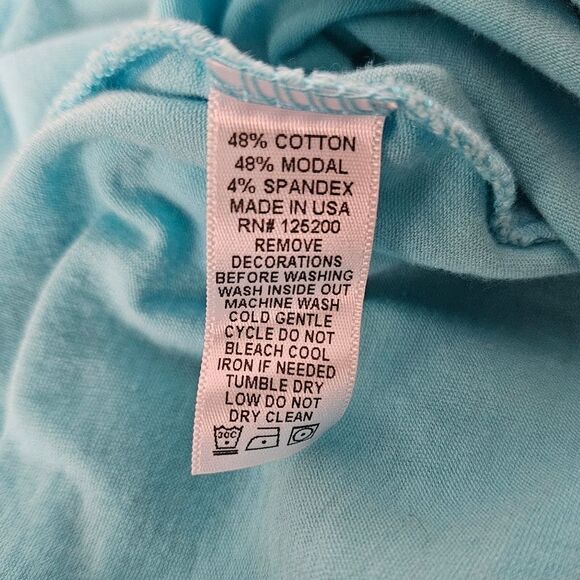 48% COTTON
48% MODAL
4% SPANDEX
MADE IN USA
RN# 125200
REMOVE
DECORATIONS
BEFORE WASHING
WASH INSIDE OUT
MACHINE WASH
COLD GENTLE
CYCLE DO NOT
BLEACH COOL
IRON IF NEEDED
TUMBLE DRY
LOW DO NOT
DRY CLEAN
30C